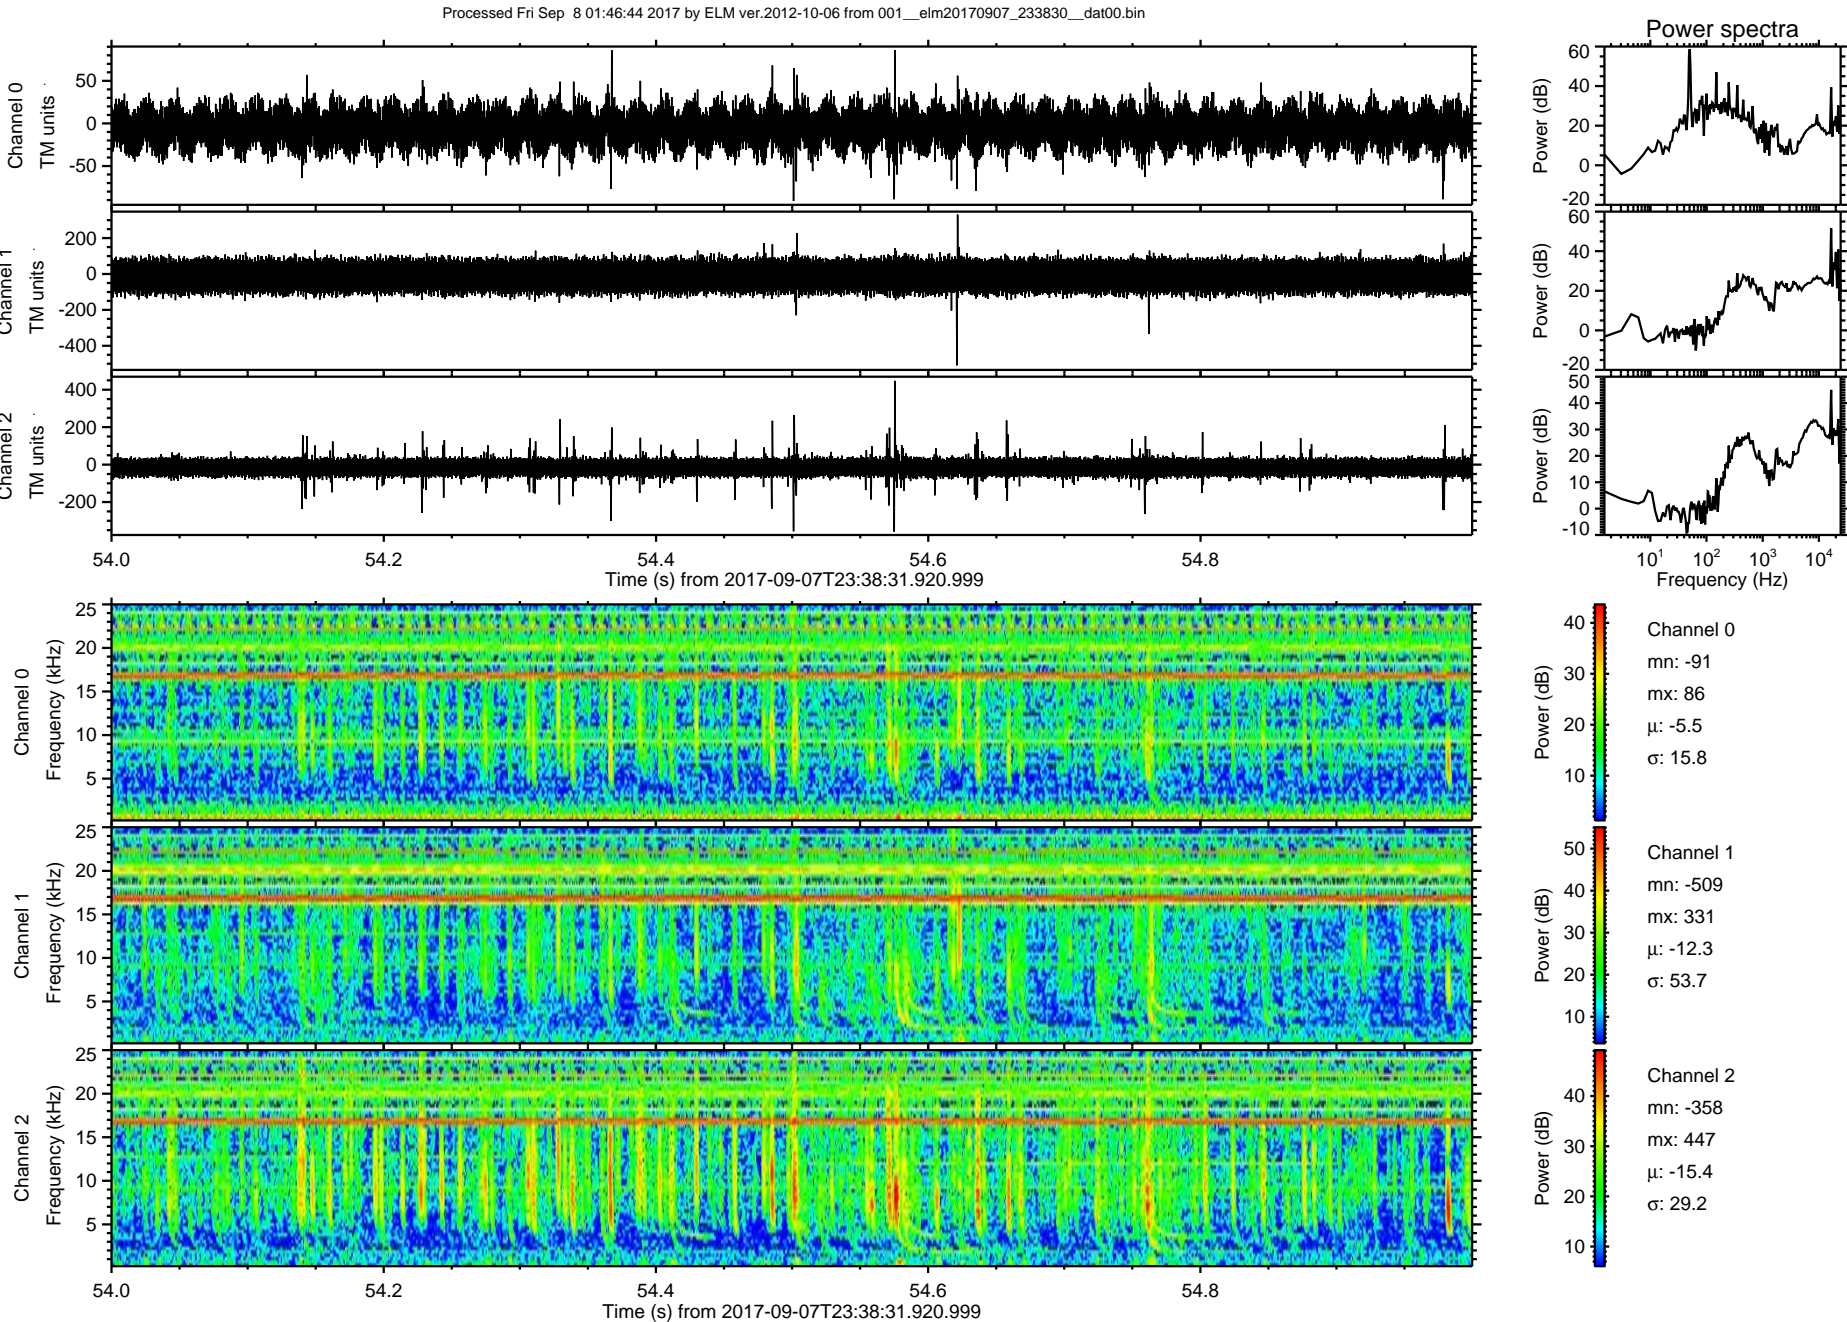 Processed Fri Sep  8 01:46:44 2017 by ELM ver.2012-10-06 from 001__elm20170907_233830__dat00.bin
Power spectra
Channel 0
TM units
50
0
-50
Power (dB)
60
40
20
0
-20
Channel 1
TM units
200
0
-200
-400
Power (dB)
60
40
20
0
-20
Channel 2
TM units
400
200
0
-200
Power (dB)
50
40
30
20
10
0
-10
54.0 54.2 54.4 54.6 54.8
Time (s) from 2017-09-07T23:38:31.920.999
10^1 10^2 10^3 10^4
Frequency (Hz)
Channel 0
Frequency (kHz)
25
20
15
10
5
Power (dB)
40
30
20
10
Channel 0
mn: -91
mx: 86
μ: -5.5
σ: 15.8
Channel 1
Frequency (kHz)
25
20
15
10
5
Power (dB)
50
40
30
20
10
Channel 1
mn: -509
mx: 331
μ: -12.3
σ: 53.7
Channel 2
Frequency (kHz)
25
20
15
10
5
Power (dB)
40
30
20
10
Channel 2
mn: -358
mx: 447
μ: -15.4
σ: 29.2
54.0 54.2 54.4 54.6 54.8
Time (s) from 2017-09-07T23:38:31.920.999